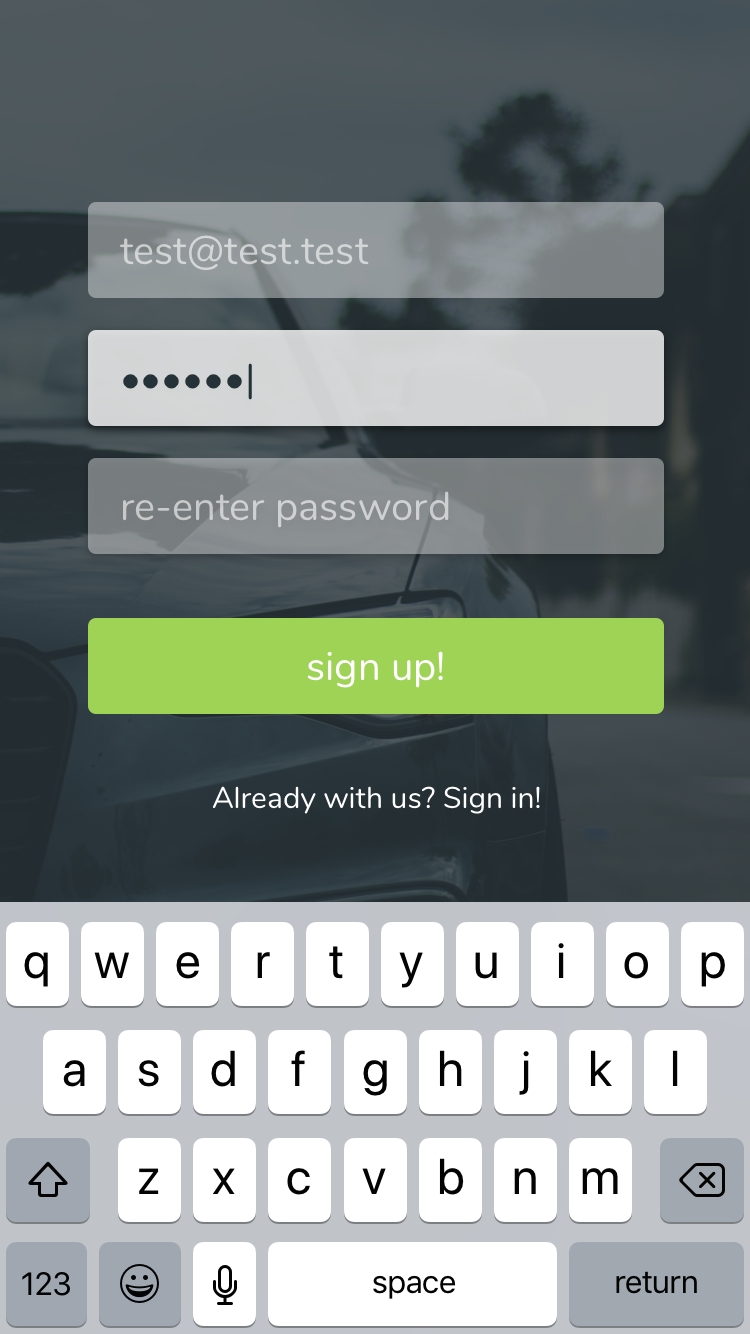 test@test.test
••••••
re-enter password
sign up!
Already with us? Sign in!
q w e r t y u i o p
a s d f g h j k l
z x c v b n m
123 space return